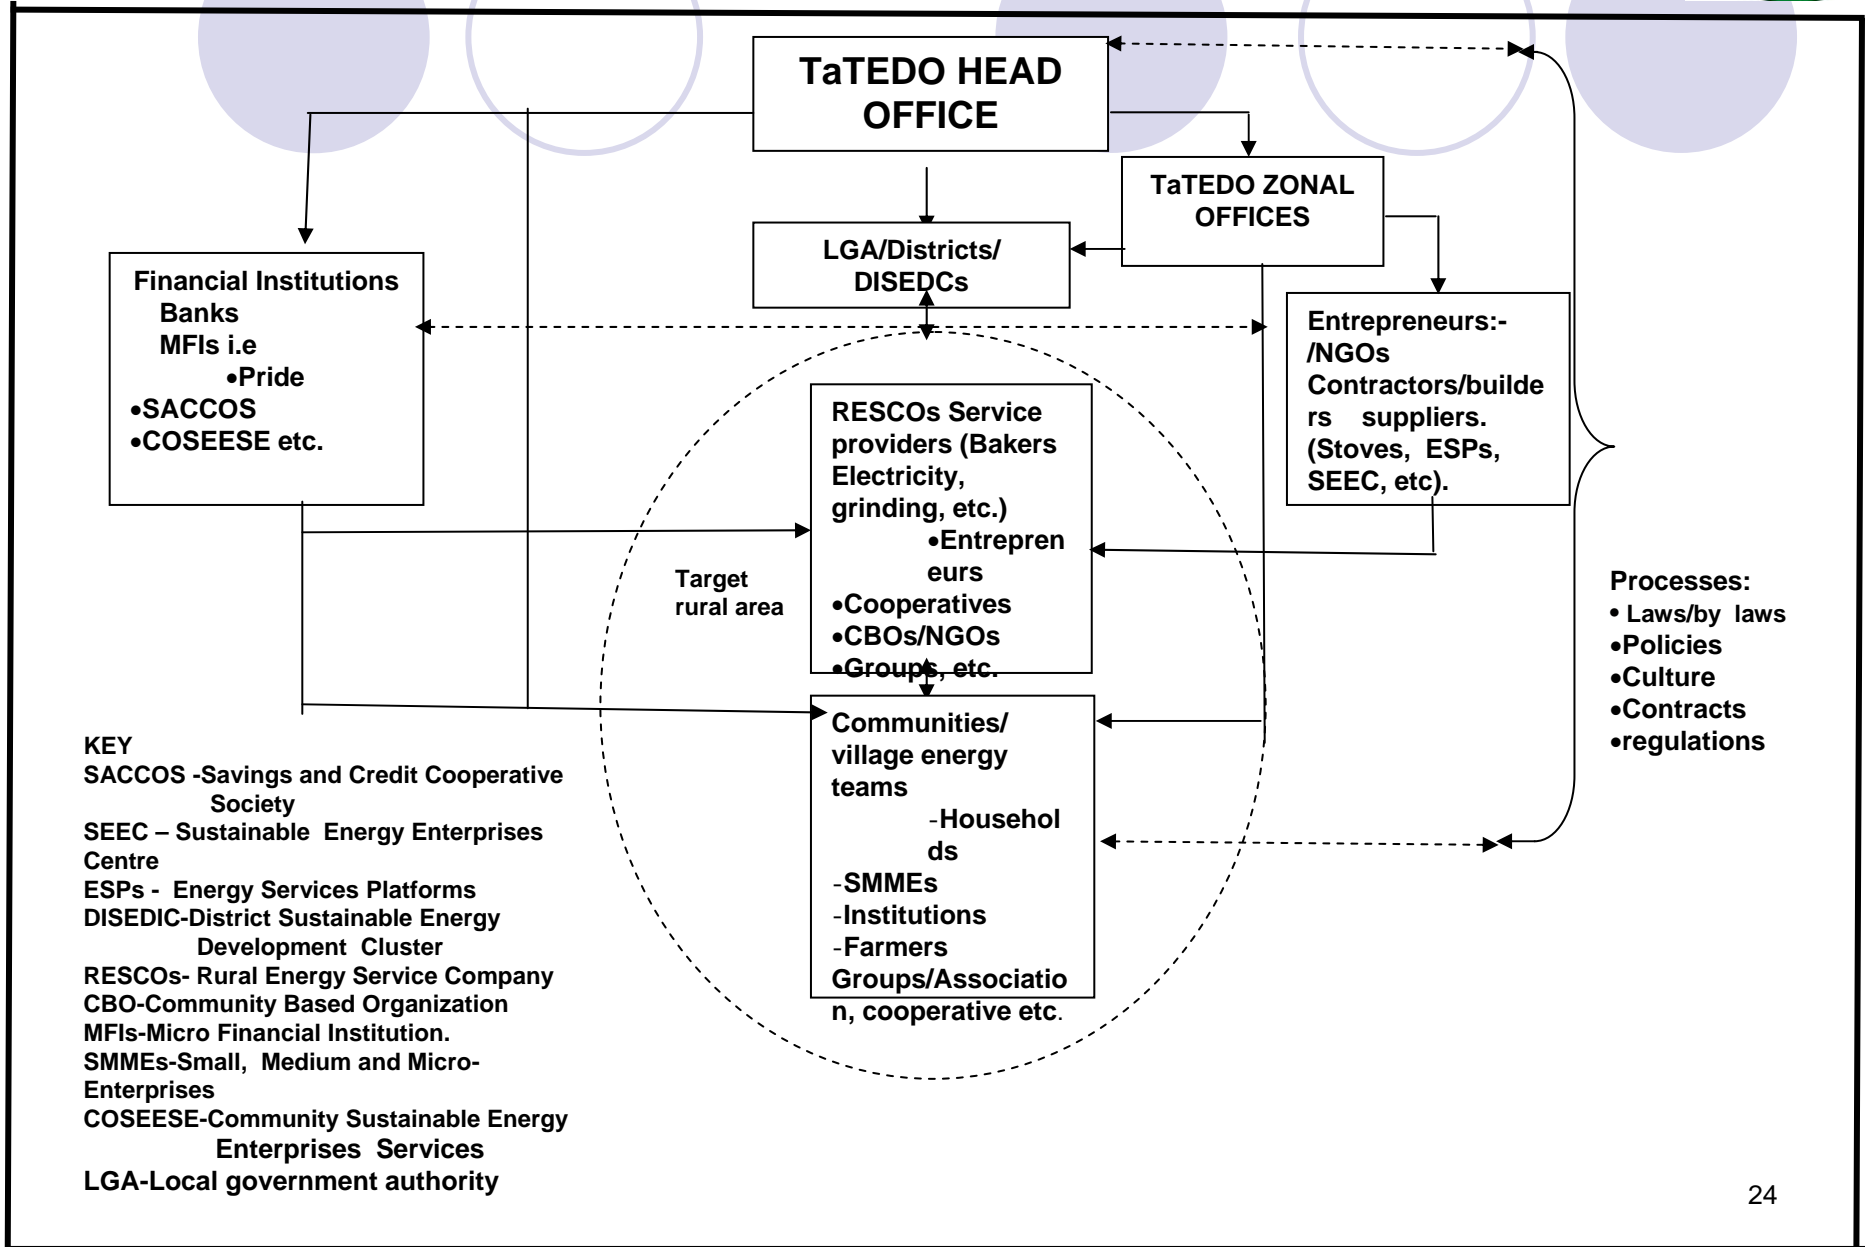 TaTEDO HEAD
OFFICE
TaTEDO ZONAL
OFFICES
LGA/Districts/
DISEDCs
Financial Institutions
Banks
MFIs i.e
•Pride
•SACCOS
•COSEESE etc.
Entrepreneurs:-
/NGOs
Contractors/builde
rs suppliers.
(Stoves, ESPs,
SEEC, etc).
RESCOs Service
providers (Bakers
Electricity,
grinding, etc.)
•Entrepren
eurs
•Cooperatives
•CBOs/NGOs
•Groups, etc.
Target
rural area
Communities/
village energy
teams
-Househol
ds
-SMMEs
-Institutions
-Farmers
Groups/Associatio
n, cooperative etc.
Processes:
• Laws/by laws
•Policies
•Culture
•Contracts
•regulations
KEY
SACCOS -Savings and Credit Cooperative
Society
SEEC – Sustainable Energy Enterprises
Centre
ESPs - Energy Services Platforms
DISEDIC-District Sustainable Energy
Development Cluster
RESCOs- Rural Energy Service Company
CBO-Community Based Organization
MFIs-Micro Financial Institution.
SMMEs-Small, Medium and Micro-
Enterprises
COSEESE-Community Sustainable Energy
Enterprises Services
LGA-Local government authority
24